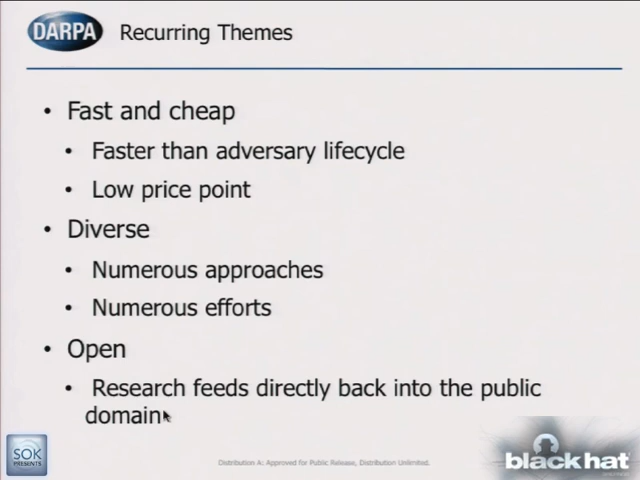 DARPA
Recurring Themes
• Fast and cheap
• Faster than adversary lifecycle
• Low price point
• Diverse
• Numerous approaches
• Numerous efforts
• Open
• Research feeds directly back into the public
domain
SOK
PRESENTS
Distribution A: Approved for Public Release, Distribution Unlimited.
blackhat